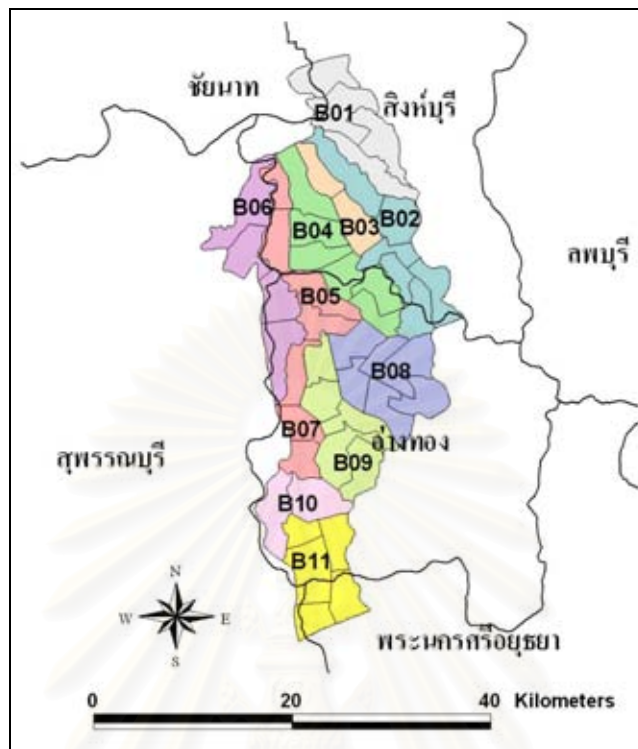 ชัยนาท
B01
สิงห์บุรี
B06
B02
B03
B04
ลพบุรี
B05
B08
B07
อ่างทอง
สุพรรณบุรี
B09
B10
B11
N
W E
S
พระนครศรีอยุธยา
0 20 40 Kilometers